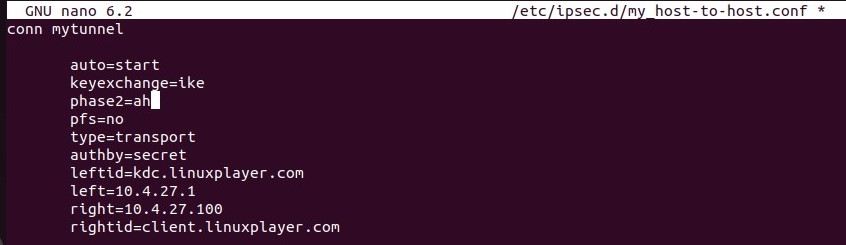 GNU nano 6.2 /etc/ipsec.d/my_host-to-host.conf *
conn mytunnel
auto=start
keyexchange=ike
phase2=ah
pfs=no
type=transport
authby=secret
leftid=kdc.linuxplayer.com
left=10.4.27.1
right=10.4.27.100
rightid=client.linuxplayer.com